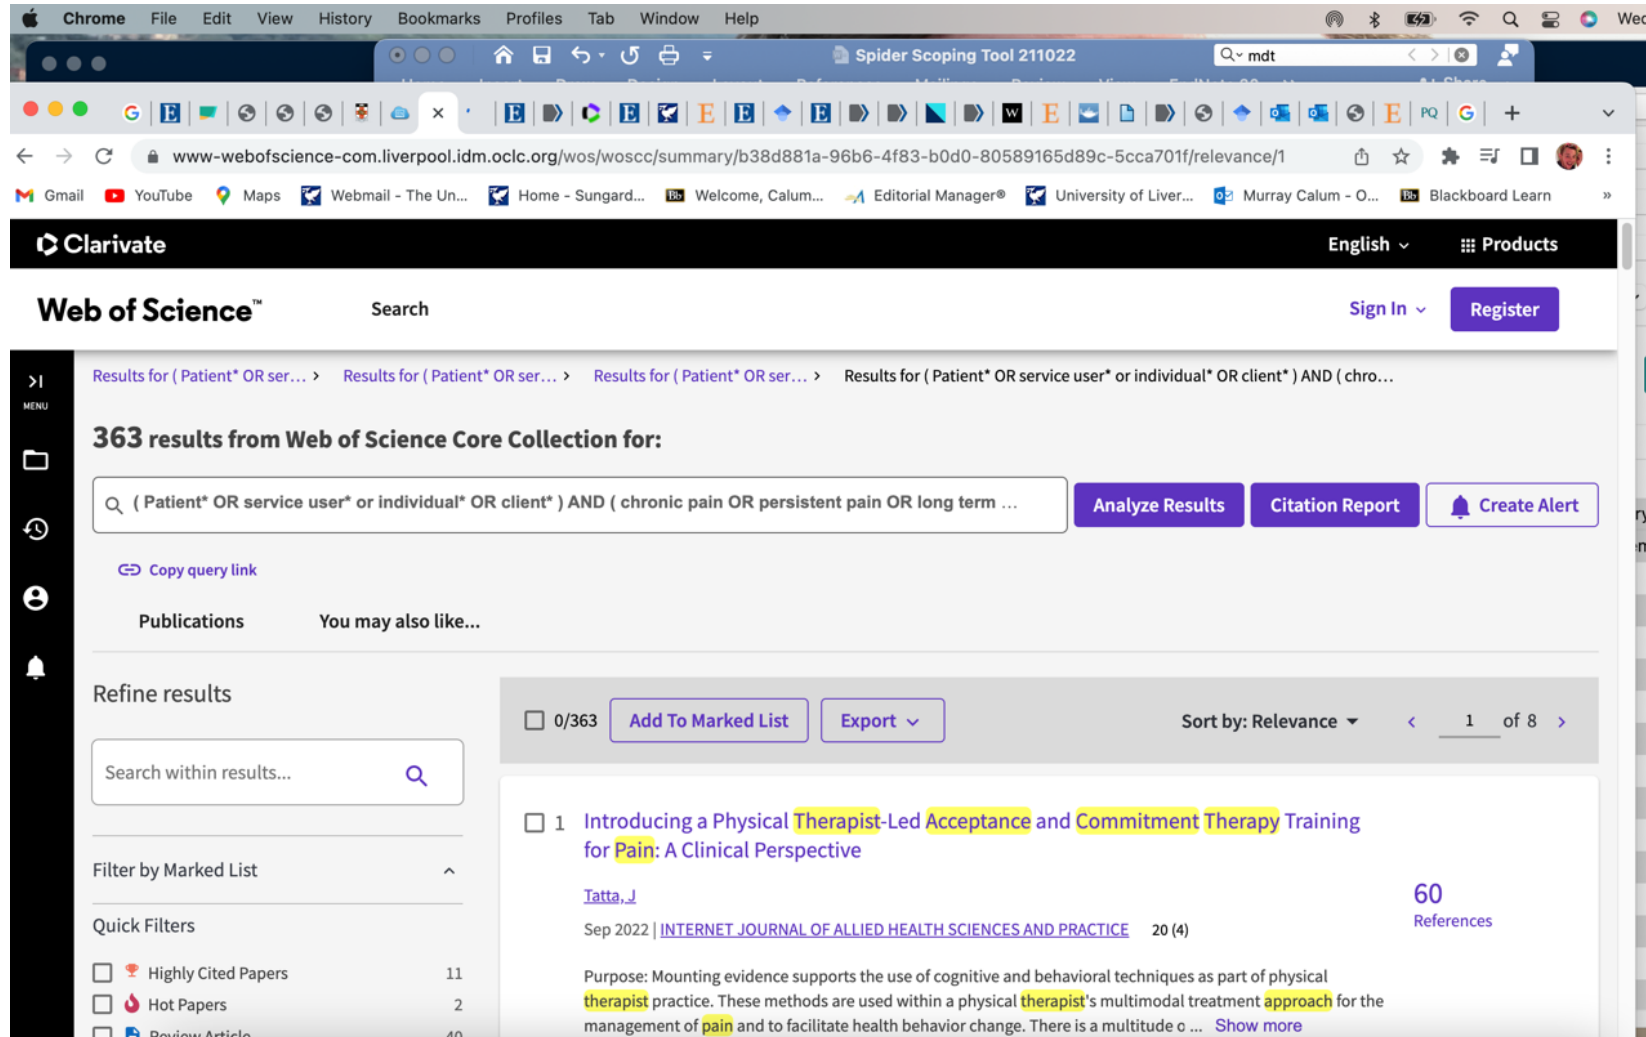 Chrome File Edit View History Bookmarks Profiles Tab Window Help Wed
Spider Scoping Tool 211022 mdt
www-webofscience-com.liverpool.idm.oclc.org/wos/woscc/summary/b38d881a-96b6-4f83-b0d0-80589165d89c-5cca701f/relevance/1
Gmail YouTube Maps Webmail - The Un... Home - Sungard... Welcome, Calum... Editorial Manager® University of Liver... Murray Calum - O... Blackboard Learn »
Clarivate English Products
Web of Science™ Search Sign In Register
MENU
Results for ( Patient* OR ser... > Results for ( Patient* OR ser... > Results for ( Patient* OR ser... > Results for ( Patient* OR service user* or individual* OR client* ) AND ( chro...
363 results from Web of Science Core Collection for:
( Patient* OR service user* or individual* OR client* ) AND ( chronic pain OR persistent pain OR long term ...
Analyze Results Citation Report Create Alert
Copy query link
Publications You may also like...
Refine results
0/363 Add To Marked List Export Sort by: Relevance < 1 of 8 >
Search within results...
1 Introducing a Physical Therapist-Led Acceptance and Commitment Therapy Training
for Pain: A Clinical Perspective
Filter by Marked List
Tatta, J
60
References
Quick Filters
Sep 2022 | INTERNET JOURNAL OF ALLIED HEALTH SCIENCES AND PRACTICE 20 (4)
Highly Cited Papers 11
Hot Papers 2
Review Article 40
Purpose: Mounting evidence supports the use of cognitive and behavioral techniques as part of physical
therapist practice. These methods are used within a physical therapist's multimodal treatment approach for the
management of pain and to facilitate health behavior change. There is a multitude o ... Show more